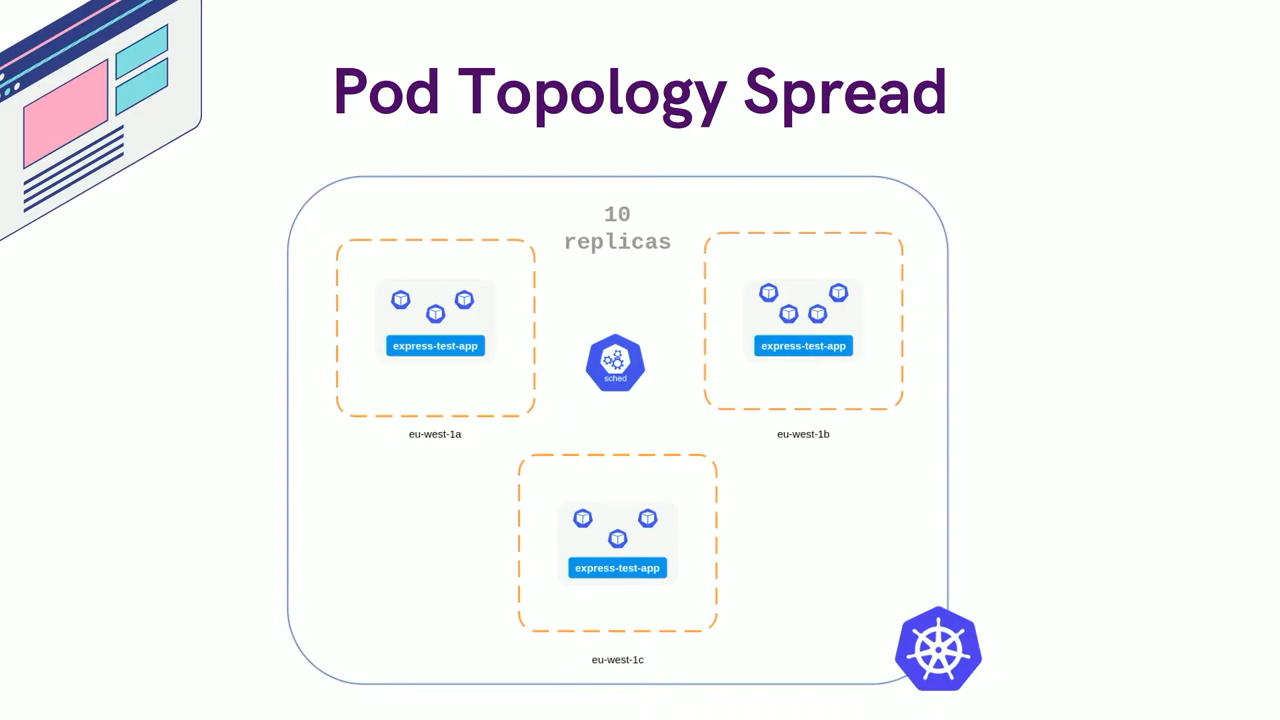 Pod Topology Spread
10
replicas
express-test-app
express-test-app
sched
eu-west-1a
eu-west-1b
express-test-app
eu-west-1c